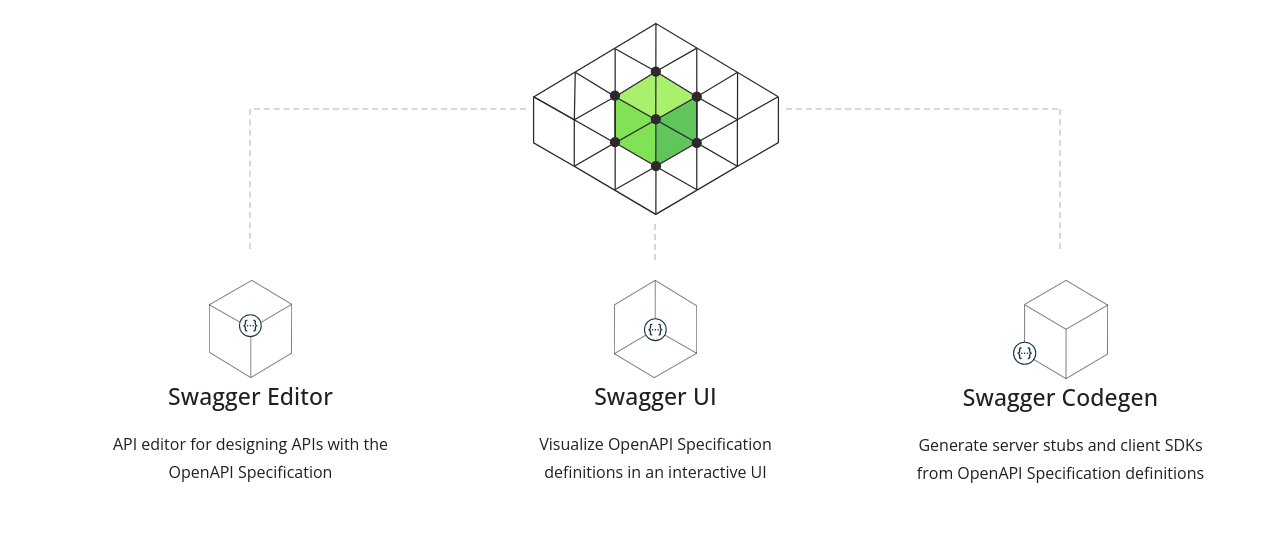 {··}
{··}
{··}
Swagger Editor
API editor for designing APIs with the
OpenAPI Specification
Swagger UI
Visualize OpenAPI Specification
definitions in an interactive UI
Swagger Codegen
Generate server stubs and client SDKs
from OpenAPI Specification definitions